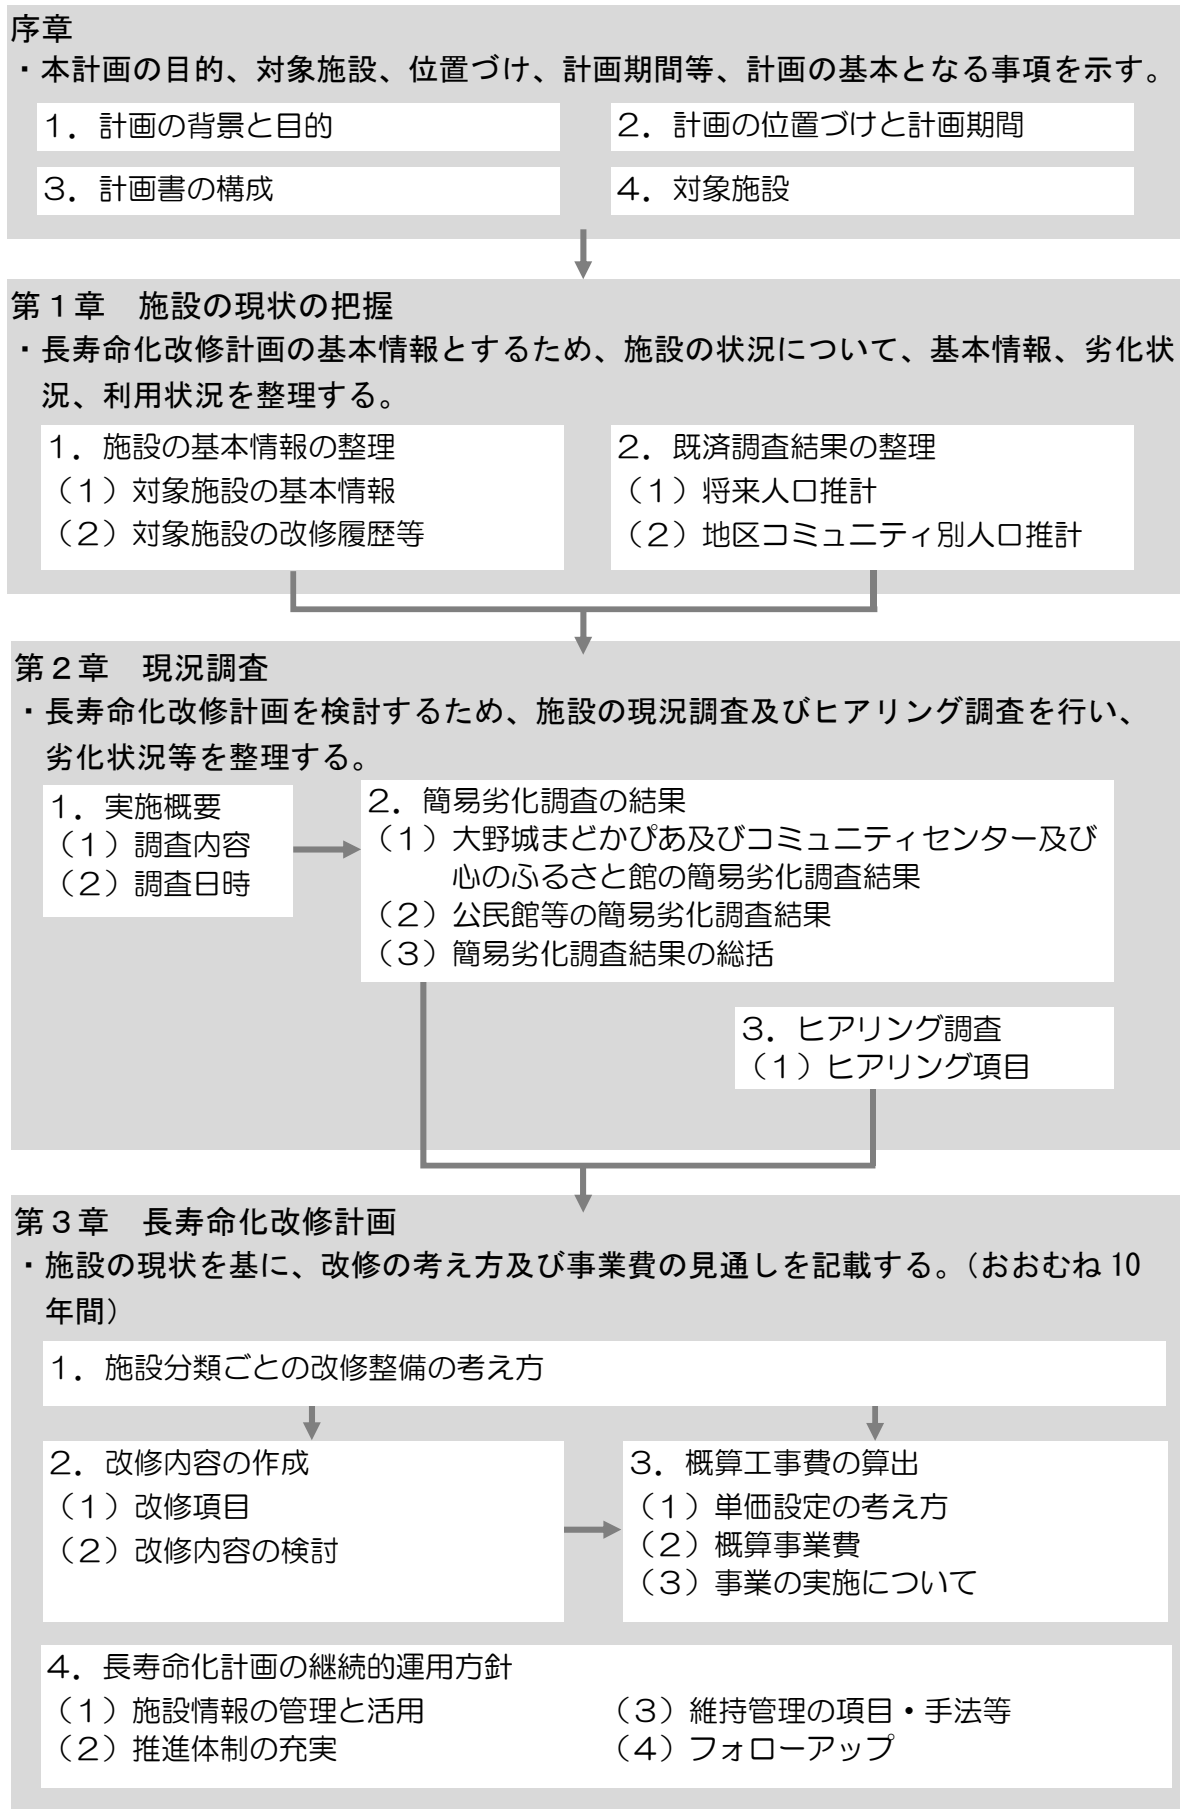 序章
・本計画の目的、対象施設、位置づけ、計画期間等、計画の基本となる事項を示す。
１．計画の背景と目的
２．計画の位置づけと計画期間
３．計画書の構成
４．対象施設
第１章　施設の現状の把握
・長寿命化改修計画の基本情報とするため、施設の状況について、基本情報、劣化状
況、利用状況を整理する。
１．施設の基本情報の整理
（１）対象施設の基本情報
（２）対象施設の改修履歴等
２．既済調査結果の整理
（１）将来人口推計
（２）地区コミュニティ別人口推計
第２章　現況調査
・長寿命化改修計画を検討するため、施設の現況調査及びヒアリング調査を行い、
劣化状況等を整理する。
１．実施概要
（１）調査内容
（２）調査日時
２．簡易劣化調査の結果
（１）大野城まどかぴあ及びコミュニティセンター及び
心のふるさと館の簡易劣化調査結果
（２）公民館等の簡易劣化調査結果
（３）簡易劣化調査結果の総括
３．ヒアリング調査
（１）ヒアリング項目
第３章　長寿命化改修計画
・施設の現状を基に、改修の考え方及び事業費の見通しを記載する。（おおむね 10
年間）
１．施設分類ごとの改修整備の考え方
２．改修内容の作成
（１）改修項目
（２）改修内容の検討
３．概算工事費の算出
（１）単価設定の考え方
（２）概算事業費
（３）事業の実施について
４．長寿命化計画の継続的運用方針
（１）施設情報の管理と活用
（２）推進体制の充実
（３）維持管理の項目・手法等
（４）フォローアップ